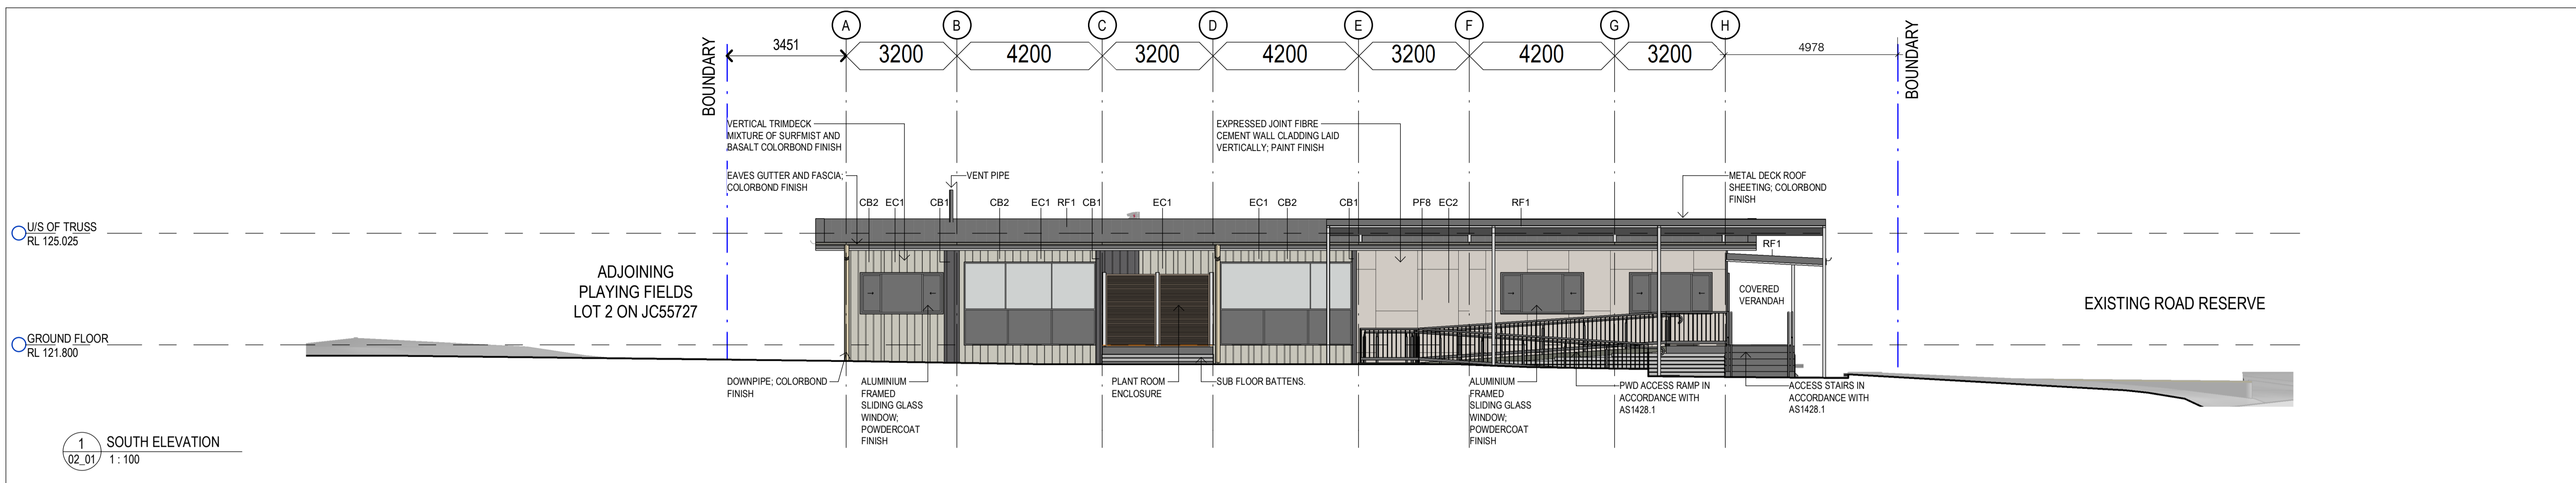 A
B
C
D
E
F
G
H
BOUNDARY
3451
3200
4200
3200
4200
3200
4200
3200
4978
BOUNDARY
VERTICAL TRIMDECK
MIXTURE OF SURFMIST AND
BASALT COLORBOND FINISH
EXPRESSED JOINT FIBRE
CEMENT WALL CLADDING LAID
VERTICALLY; PAINT FINISH
EAVES GUTTER AND FASCIA;
COLORBOND FINISH
VENT PIPE
METAL DECK ROOF
SHEETING; COLORBOND
FINISH
CB2
EC1
CB1
CB2
EC1
RF1
CB1
EC1
EC1
CB2
CB1
PF8
EC2
RF1
U/S OF TRUSS
RL 125.025
RF1
ADJOINING
PLAYING FIELDS
LOT 2 ON JC55727
COVERED
VERANDAH
EXISTING ROAD RESERVE
GROUND FLOOR
RL 121.800
DOWNPIPE; COLORBOND
FINISH
ALUMINIUM
FRAMED
SLIDING GLASS
WINDOW;
POWDERCOAT
FINISH
PLANT ROOM
ENCLOSURE
SUB FLOOR BATTENS.
ALUMINIUM
FRAMED
SLIDING GLASS
WINDOW;
POWDERCOAT
FINISH
PWD ACCESS RAMP IN
ACCORDANCE WITH
AS1428.1
ACCESS STAIRS IN
ACCORDANCE WITH
AS1428.1
1
SOUTH ELEVATION
02_01
1 : 100